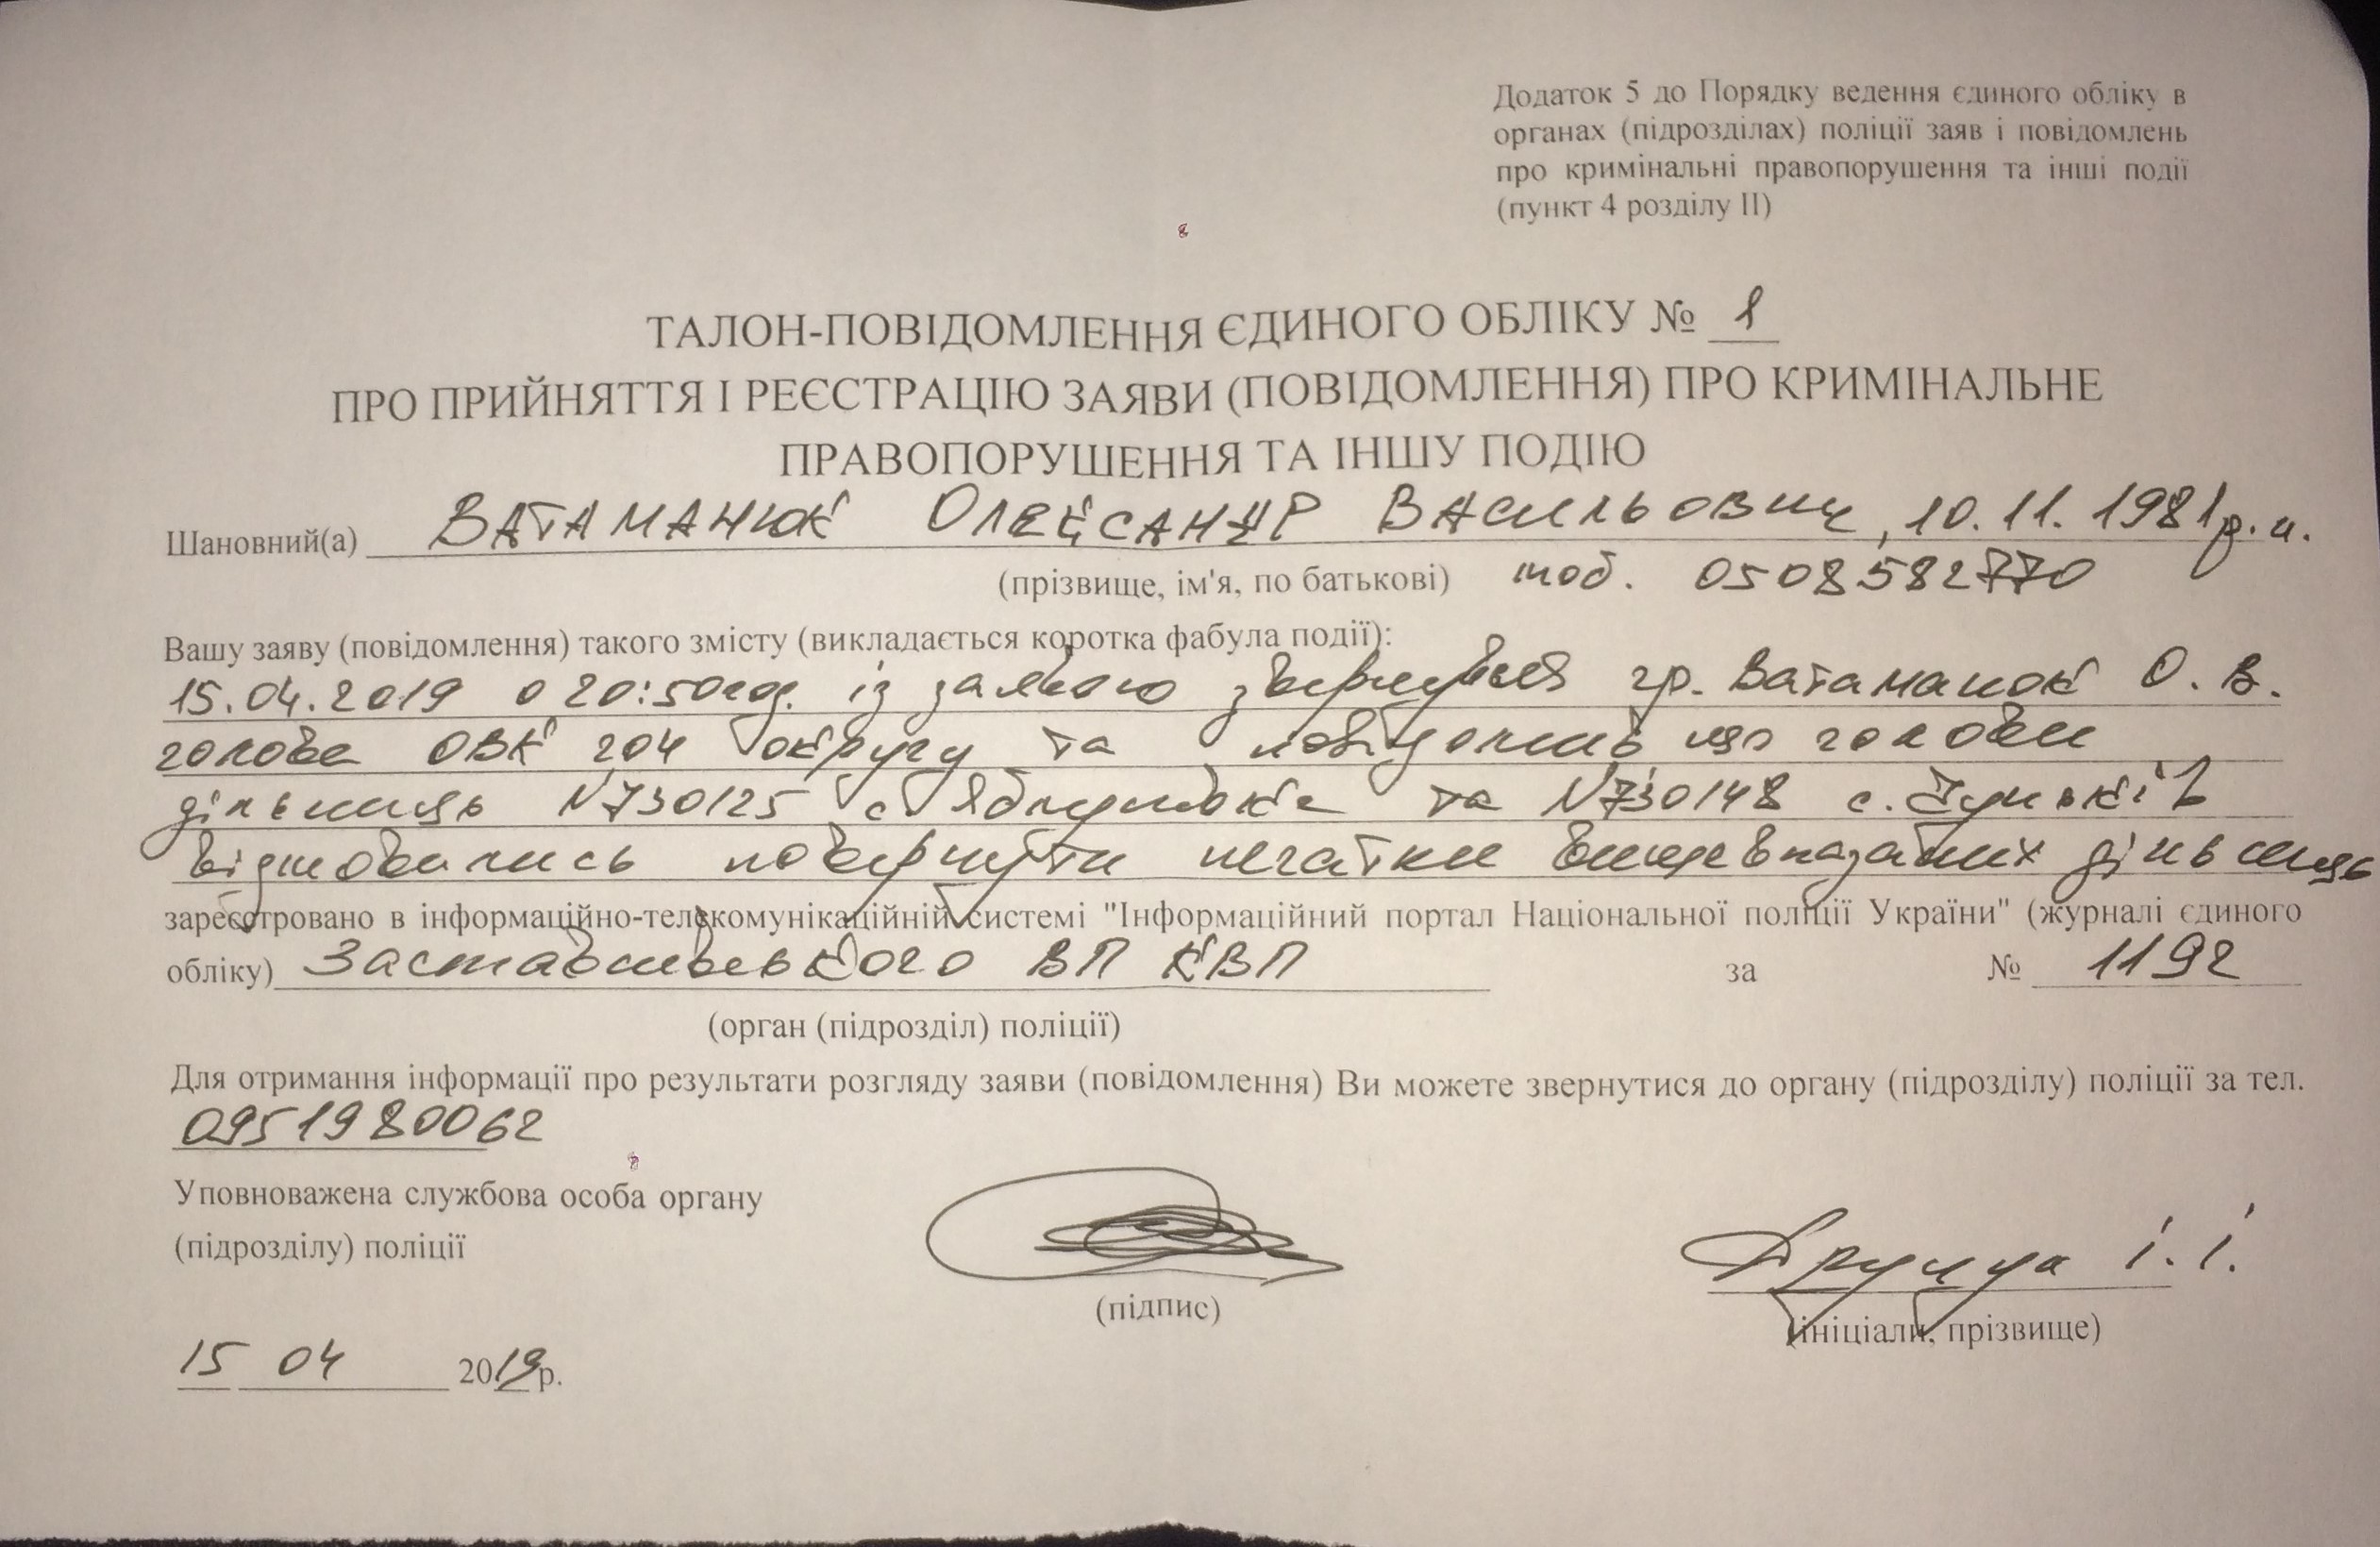 Додаток 5 до Порядку ведення єдиного обліку в
органах (підрозділах) поліції заяв і повідомлень
про кримінальні правопорушення та інші події
(пункт 4 розділу II)
ТАЛОН-ПОВІДОМЛЕННЯ ЄДИНОГО ОБЛІКУ № 1
ПРО ПРИЙНЯТТЯ І РЕЄСТРАЦІЮ ЗАЯВИ (ПОВІДОМЛЕННЯ) ПРО КРИМІНАЛЬНЕ
ПРАВОПОРУШЕННЯ ТА ІНШУ ПОДІЮ
Шановний(а) ВАТАМАНЮК ОЛЕКСАНДР ВАСИЛЬОВИЧ, 10.11.1981р.н.
(прізвище, ім'я, по батькові) моб. 0508582770
Вашу заяву (повідомлення) такого змісту (викладається коротка фабула події):
15.04.2019 о 20:50год. із заявою звернувся гр. Ватаманюк О. В.
голова ОВК 204 округу та повідомив що голови
дільниць №730125 с. Яблунівка та №730148 с. Чуньків
відмовились повернути печатки вищевказаних дільниць
зареєстровано в інформаційно-телекомунікаційній системі "Інформаційний портал Національної поліції України" (журналі єдиного
обліку) Заставнівського ВП КВП за № 1192
(орган (підрозділ) поліції)
Для отримання інформації про результати розгляду заяви (повідомлення) Ви можете звернутися до органу (підрозділу) поліції за тел.
0951980062
Уповноважена службова особа органу
(підрозділу) поліції
(підпис)
І. І.
(ініціали, прізвище)
15 04 2019р.